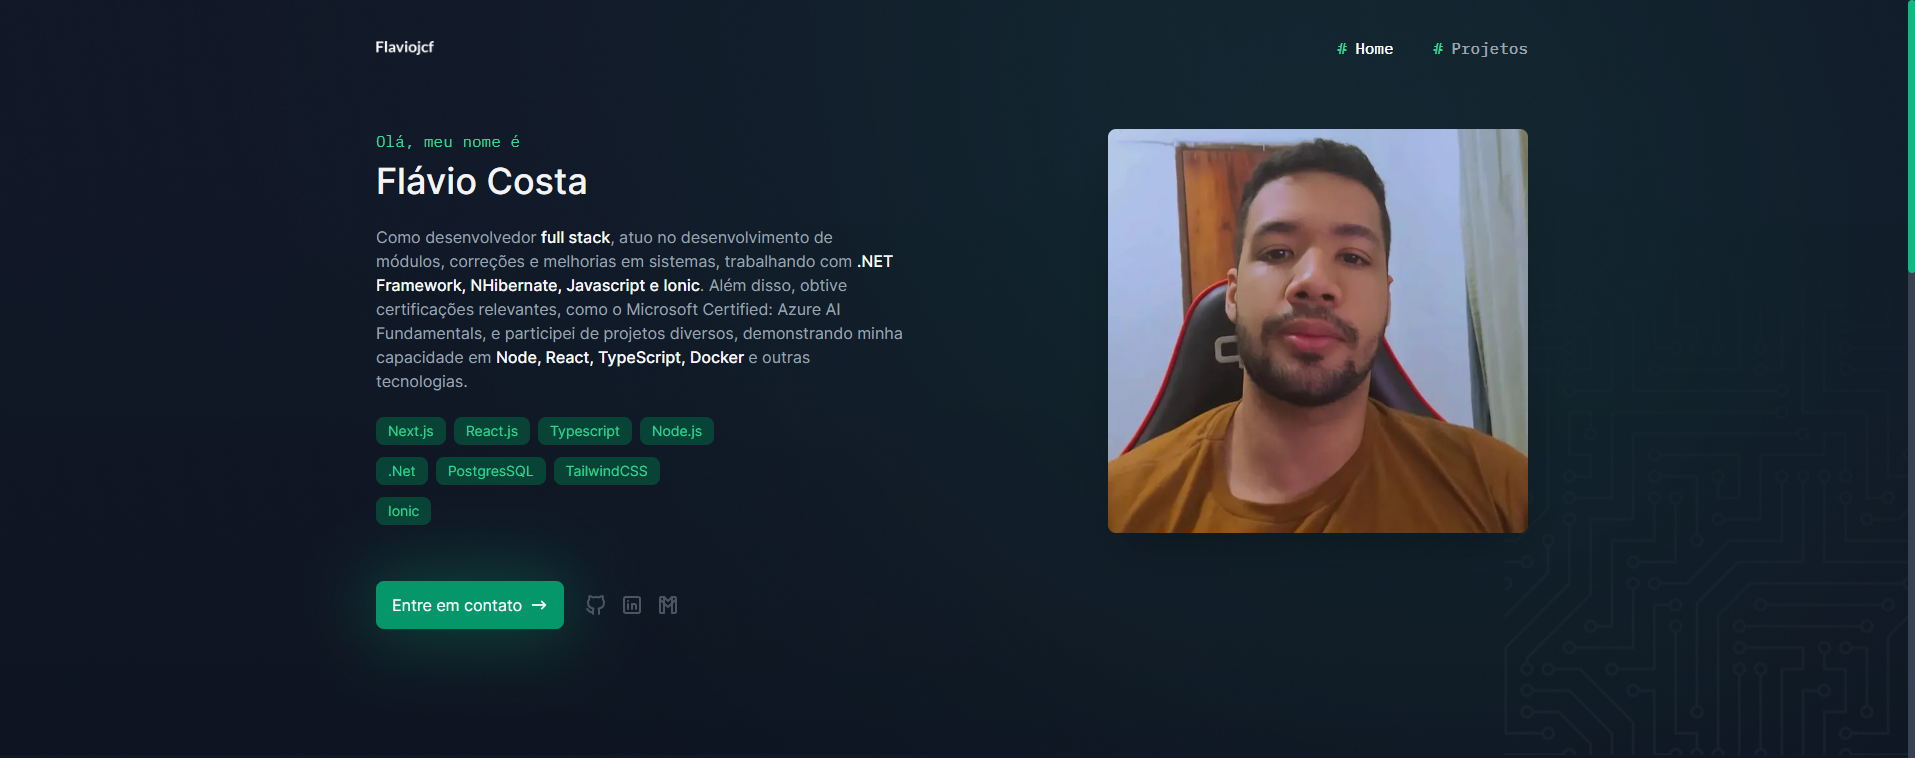 Flaviojcf
# Home # Projetos
Olá, meu nome é
Flávio Costa
Como desenvolvedor full stack, atuo no desenvolvimento de
módulos, correções e melhorias em sistemas, trabalhando com .NET
Framework, NHibernate, Javascript e Ionic. Além disso, obtive
certificações relevantes, como o Microsoft Certified: Azure AI
Fundamentals, e participei de projetos diversos, demonstrando minha
capacidade em Node, React, TypeScript, Docker e outras
tecnologias.
Next.js React.js Typescript Node.js
.Net PostgresSQL TailwindCSS
Ionic
Entre em contato →